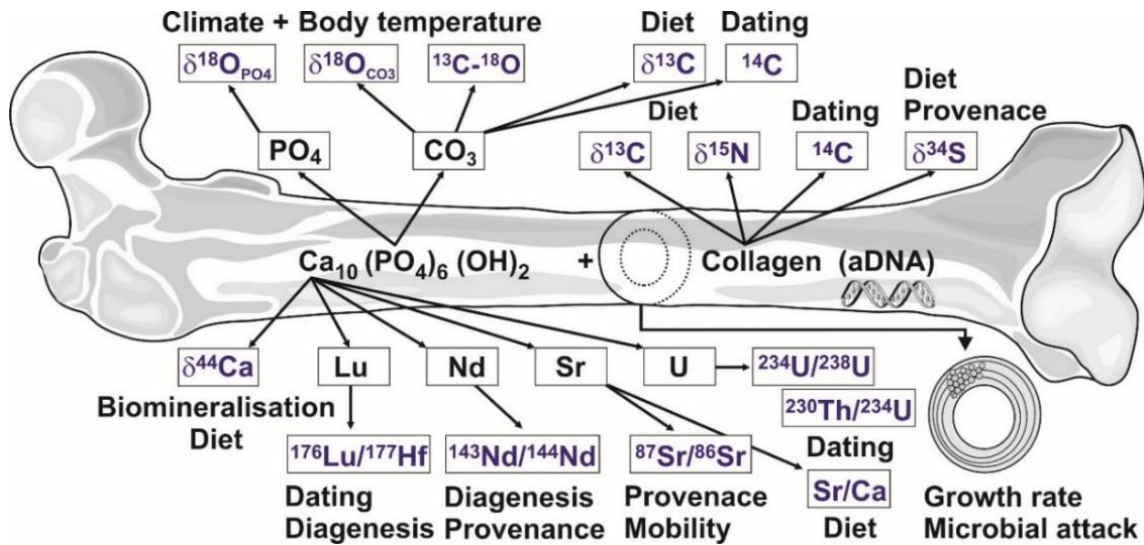 Climate + Body temperature
Diet Dating
δ¹⁸O_PO4 δ¹⁸O_CO3 ¹³C-¹⁸O δ¹³C ¹⁴C
Diet
Provenace
Diet Dating
PO₄ CO₃ δ¹³C δ¹⁵N ¹⁴C δ³⁴S
Ca₁₀ (PO₄)₆ (OH)₂ + Collagen (aDNA)
δ⁴⁴Ca Lu Nd Sr U ²³⁴U/²³⁸U
Biomineralisation
Diet
²³⁰Th/²³⁴U
Dating
¹⁷⁶Lu/¹⁷⁷Hf ¹⁴³Nd/¹⁴⁴Nd ⁸⁷Sr/⁸⁶Sr
Sr/Ca
Diet
Dating
Diagenesis
Diagenesis
Provenance
Provenace
Mobility
Growth rate
Microbial attack